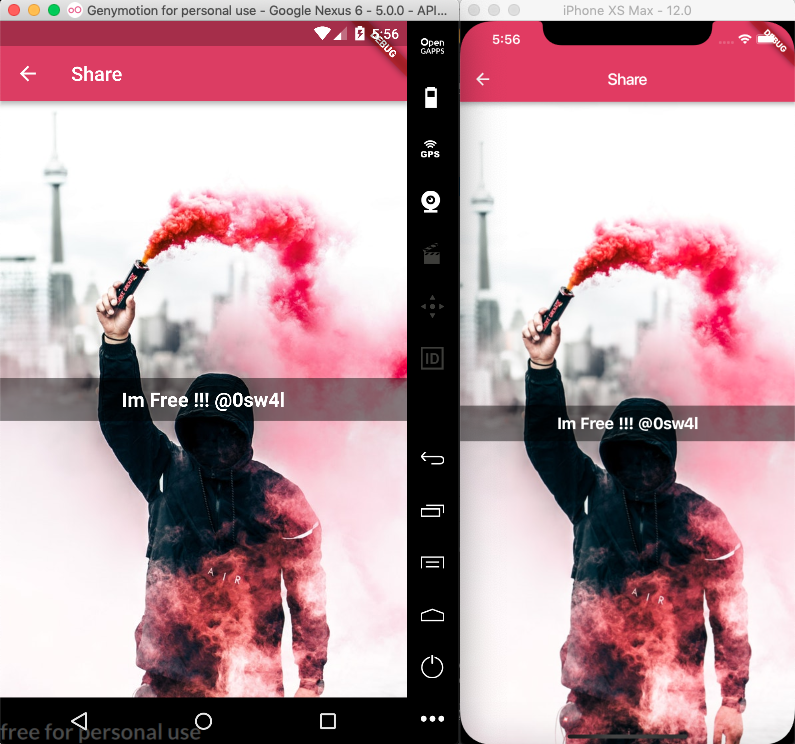 Genymotion for personal use - Google Nexus 6 - 5.0.0 - API...
5:56
DEBUG
Share
Im Free !!! @0sw4l
A I R
free for personal use
Open
GAPPS
GPS
ID
iPhone XS Max - 12.0
5:56
DEBUG
Share
Im Free !!! @0sw4l
A I R